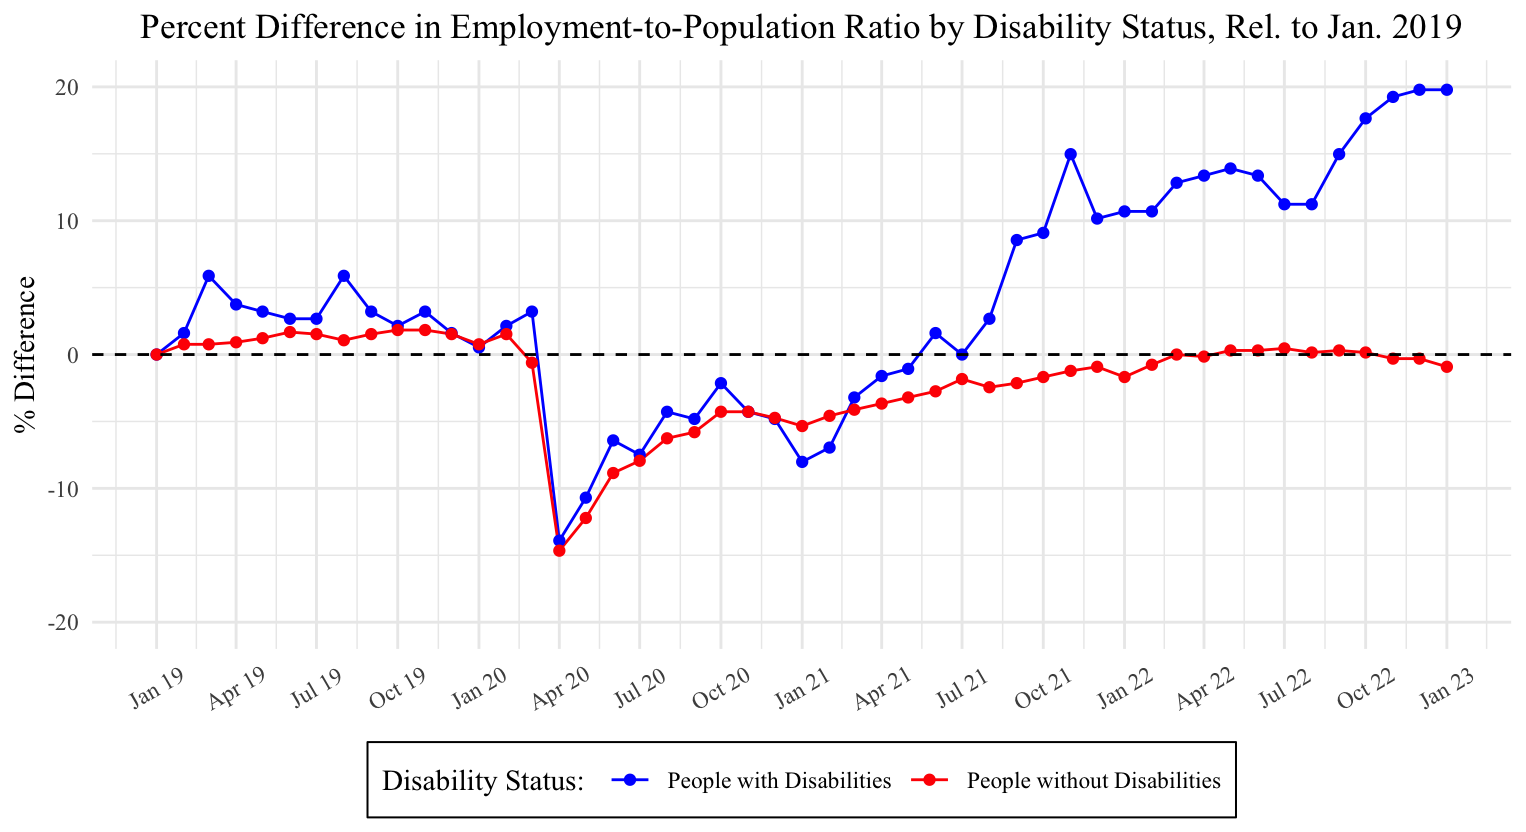 Percent Difference in Employment-to-Population Ratio by Disability Status, Rel. to Jan. 2019
% Difference
20
10
0
-10
-20
Jan 19
Apr 19
Jul 19
Oct 19
Jan 20
Apr 20
Jul 20
Oct 20
Jan 21
Apr 21
Jul 21
Oct 21
Jan 22
Apr 22
Jul 22
Oct 22
Jan 23
Disability Status: People with Disabilities People without Disabilities